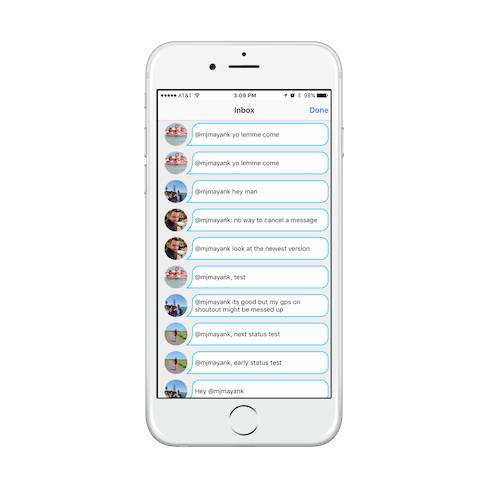 AT&T 3:09 PM 98%
Inbox Done
@mjmayank yo lemme come
@mjmayank yo lemme come
@mjmayank hey man
@mjmayank: no way to cancel a message
@mjmayank look at the newest version
@mjmayank, test
@mjmayank its good but my gps on
shoutout might be messed up
@mjmayank, next status test
@mjmayank, early status test
Hey @mjmayank